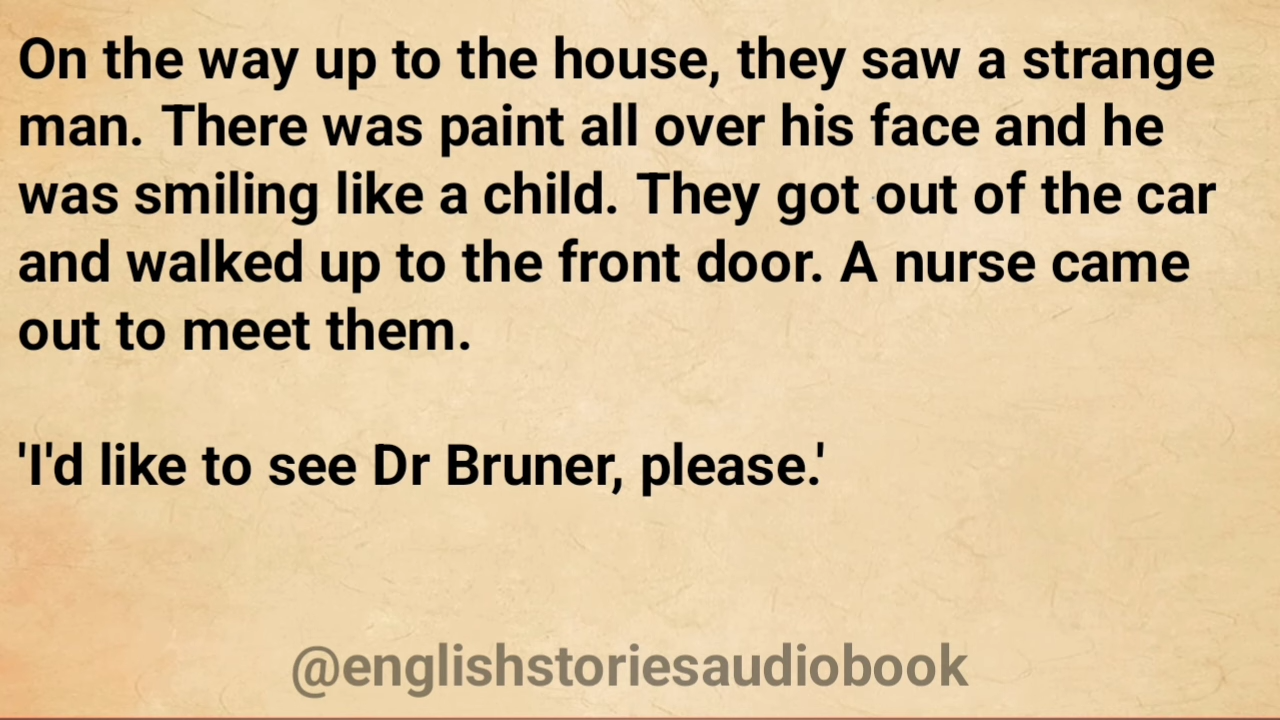 On the way up to the house, they saw a strange
man. There was paint all over his face and he
was smiling like a child. They got out of the car
and walked up to the front door. A nurse came
out to meet them.
'I'd like to see Dr Bruner, please.'
@englishstoriesaudiobook